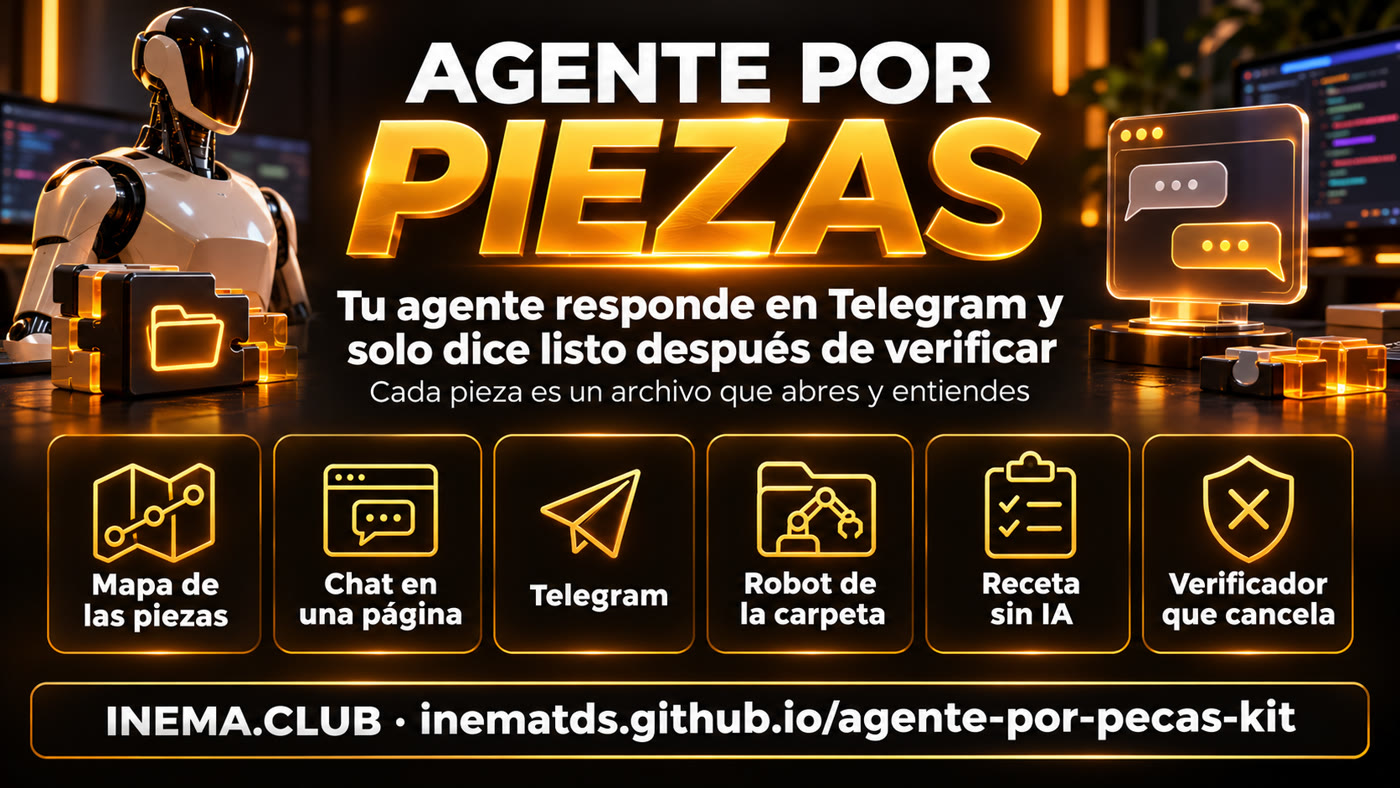 AGENTE POR
PIEZAS
Tu agente responde en Telegram y
solo dice listo después de verificar
Cada pieza es un archivo que abres y entiendes
Mapa de
las piezas
Chat en
una página
Telegram
Robot de
la carpeta
Receta
sin IA
Verificador
que cancela
INEMA.CLUB · inematds.github.io/agente-por-pecas-kit